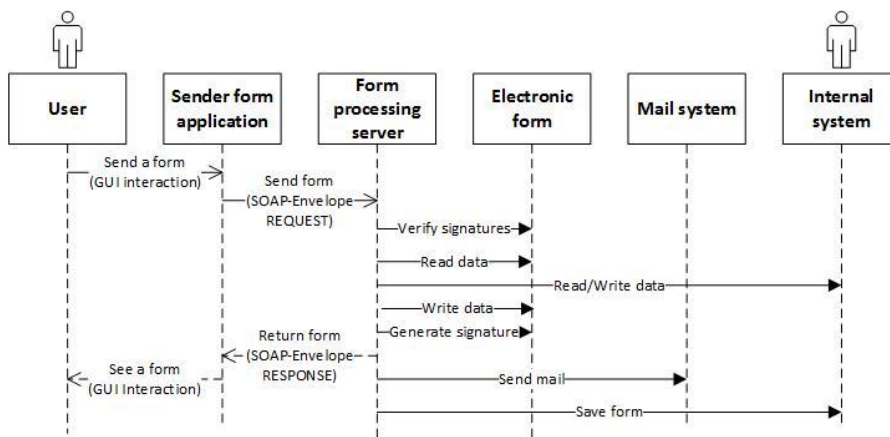 User
Sender form
application
Form
processing
server
Electronic
form
Mail system
Internal
system
Send a form
(GUI interaction)
Send form
(SOAP-Envelope
REQUEST)
Verify signatures
Read data
Read/Write data
Write data
Generate signature
Return form
(SOAP-Envelope
RESPONSE)
See a form
(GUI Interaction)
Send mail
Save form